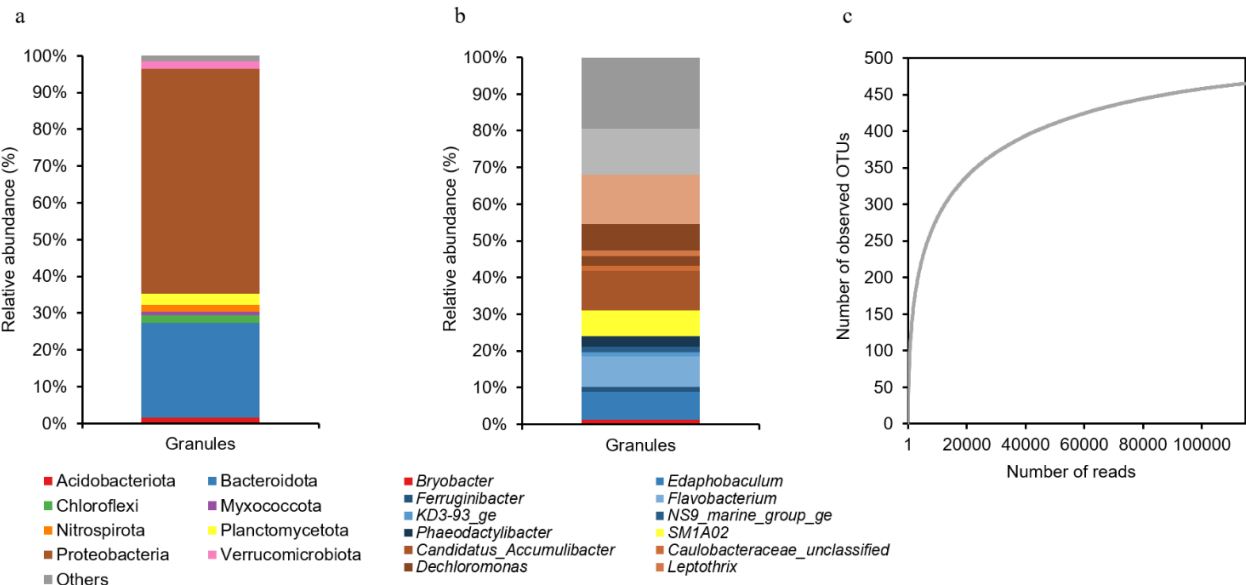 a
b
c
100%
90%
80%
70%
60%
50%
40%
30%
20%
10%
0%
Relative abundance (%)
Granules
100%
90%
80%
70%
60%
50%
40%
30%
20%
10%
0%
Relative abundance (%)
Granules
500
450
400
350
300
250
200
150
100
50
0
Number of observed OTUs
1 20000 40000 60000 80000 100000
Number of reads
Acidobacteriota Bacteroidota
Chloroflexi Myxococcota
Nitrospirota Planctomycetota
Proteobacteria Verrucomicrobiota
Others
Bryobacter Edaphobaculum
Ferruginibacter Flavobacterium
KD3-93_ge NS9_marine_group_ge
Phaeodactylibacter SM1A02
Candidatus_Accumulibacter Caulobacteraceae_unclassified
Dechloromonas Leptothrix